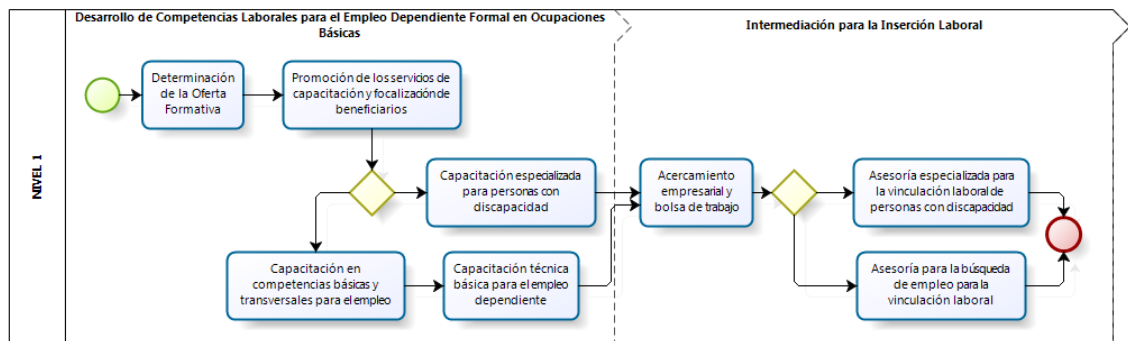 Desarrollo de Competencias Laborales para el Empleo Dependiente Formal en Ocupaciones
Básicas
Intermediación para la Inserción Laboral
NIVEL 1
Determinación
de la Oferta
Formativa
Promoción de los servicios de
capacitación y focalización de
beneficiarios
Capacitación especializada
para personas con
discapacidad
Acercamiento
empresarial y
bolsa de trabajo
Asesoría especializada para
la vinculación laboral de
personas con discapacidad
Capacitación en
competencias básicas y
transversales para el empleo
Capacitación técnica
básica para el empleo
dependiente
Asesoría para la búsqueda
de empleo para la
vinculación laboral